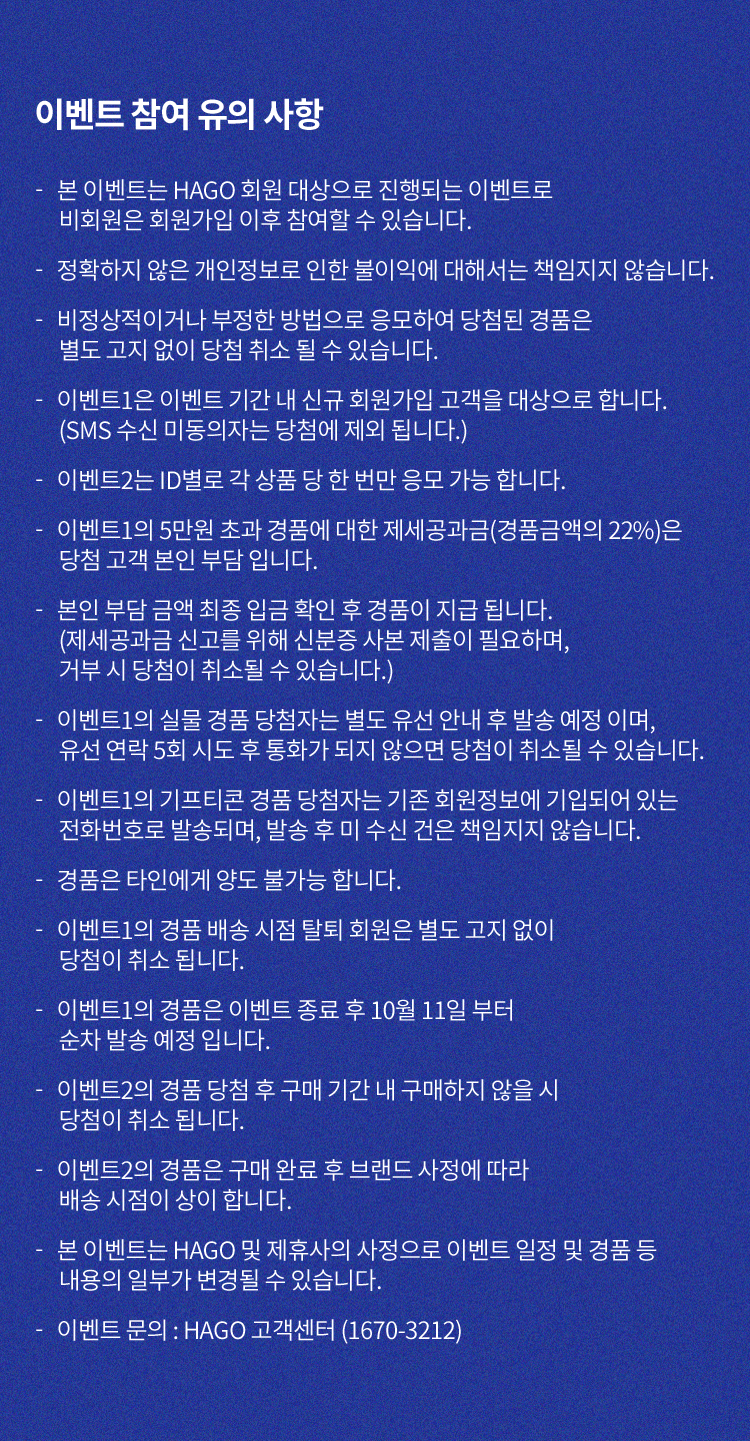 이벤트 참여 유의 사항
- 본 이벤트는 HAGO 회원 대상으로 진행되는 이벤트로
비회원은 회원가입 이후 참여할 수 있습니다.
- 정확하지 않은 개인정보로 인한 불이익에 대해서는 책임지지 않습니다.
- 비정상적이거나 부정한 방법으로 응모하여 당첨된 경품은
별도 고지 없이 당첨 취소 될 수 있습니다.
- 이벤트1은 이벤트 기간 내 신규 회원가입 고객을 대상으로 합니다.
(SMS 수신 미동의자는 당첨에 제외 됩니다.)
- 이벤트2는 ID별로 각 상품 당 한 번만 응모 가능 합니다.
- 이벤트1의 5만원 초과 경품에 대한 제세공과금(경품금액의 22%)은
당첨 고객 본인 부담 입니다.
- 본인 부담 금액 최종 입금 확인 후 경품이 지급 됩니다.
(제세공과금 신고를 위해 신분증 사본 제출이 필요하며,
거부 시 당첨이 취소될 수 있습니다.)
- 이벤트1의 실물 경품 당첨자는 별도 유선 안내 후 발송 예정 이며,
유선 연락 5회 시도 후 통화가 되지 않으면 당첨이 취소될 수 있습니다.
- 이벤트1의 기프티콘 경품 당첨자는 기존 회원정보에 기입되어 있는
전화번호로 발송되며, 발송 후 미 수신 건은 책임지지 않습니다.
- 경품은 타인에게 양도 불가능 합니다.
- 이벤트1의 경품 배송 시점 탈퇴 회원은 별도 고지 없이
당첨이 취소 됩니다.
- 이벤트1의 경품은 이벤트 종료 후 10월 11일 부터
순차 발송 예정 입니다.
- 이벤트2의 경품 당첨 후 구매 기간 내 구매하지 않을 시
당첨이 취소 됩니다.
- 이벤트2의 경품은 구매 완료 후 브랜드 사정에 따라
배송 시점이 상이 합니다.
- 본 이벤트는 HAGO 및 제휴사의 사정으로 이벤트 일정 및 경품 등
내용의 일부가 변경될 수 있습니다.
- 이벤트 문의 : HAGO 고객센터 (1670-3212)